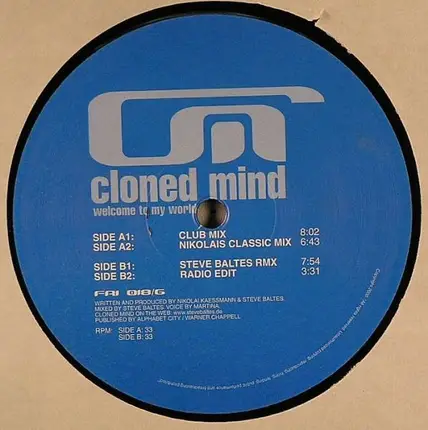 cloned mind
welcome to my world
SIDE A1: CLUB MIX 8:02
SIDE A2: NIKOLAIS CLASSIC MIX 6:43
SIDE B1: STEVE BALTES RMX 7:54
SIDE B2: RADIO EDIT 3:31
FAI 018/6
WRITTEN AND PRODUCED BY NIKOLAI KAESSMANN & STEVE BALTES.
MIXED BY STEVE BALTES. VOICE BY MARTINA.
CLONED MIND ON THE WEB: www.stevebaltes.de
PUBLISHED BY ALPHABET CITY / WARNER CHAPPELL
RPM: SIDE A: 33
SIDE B: 33